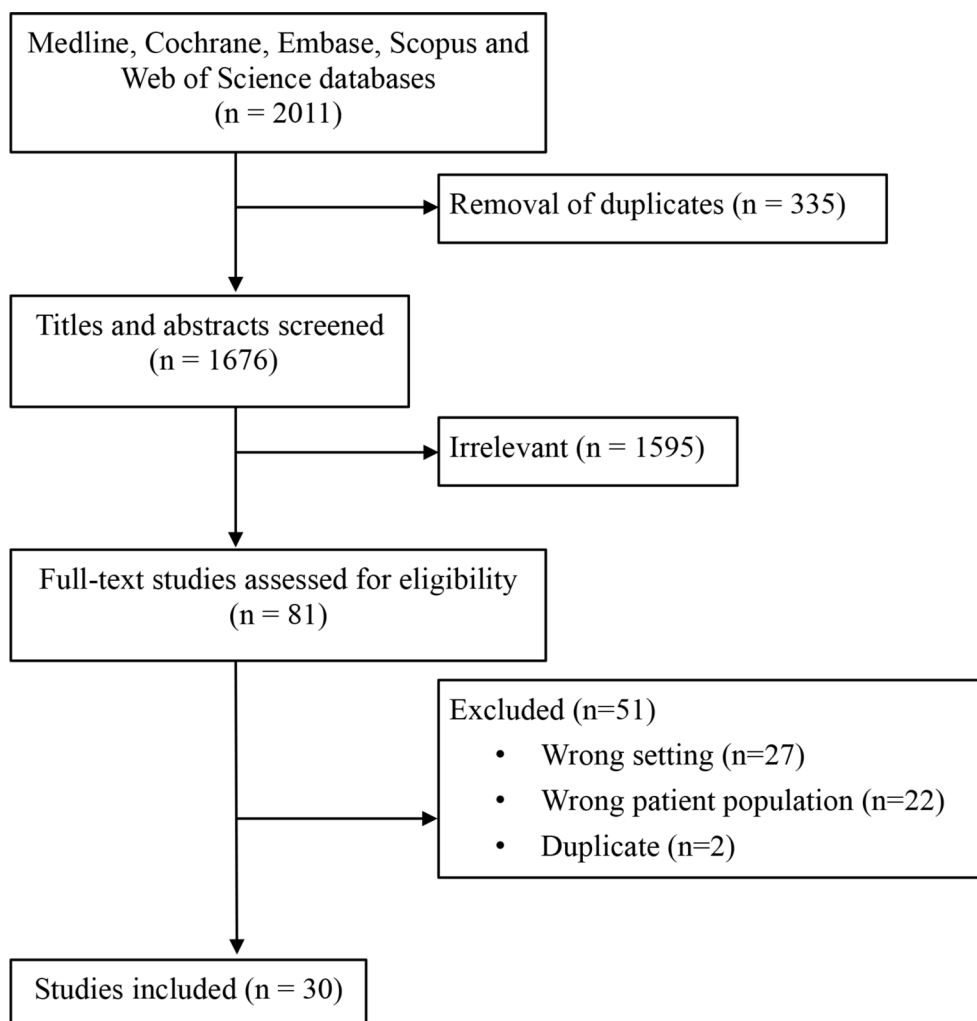 Medline, Cochrane, Embase, Scopus and
Web of Science databases
(n = 2011)
Removal of duplicates (n = 335)
Titles and abstracts screened
(n = 1676)
Irrelevant (n = 1595)
Full-text studies assessed for eligibility
(n = 81)
Excluded (n=51)
• Wrong setting (n=27)
• Wrong patient population (n=22)
• Duplicate (n=2)
Studies included (n = 30)